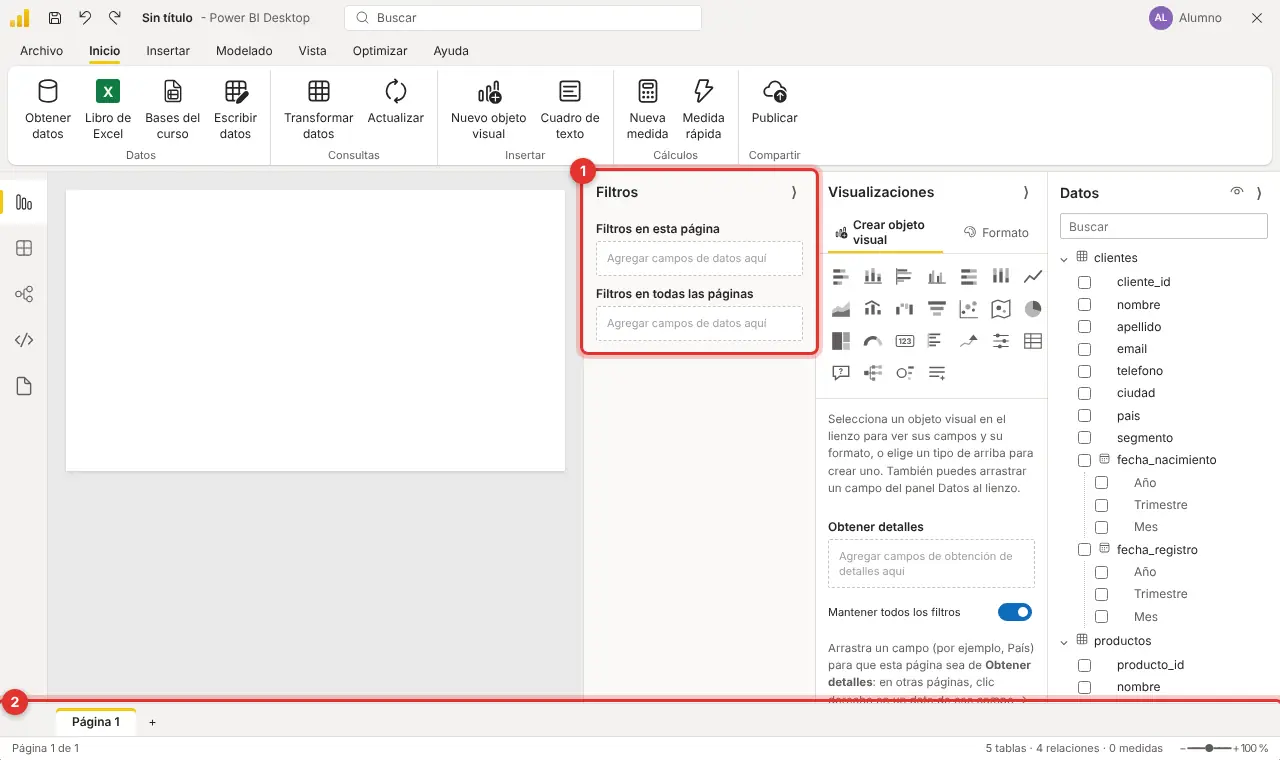 Sin título - Power BI Desktop
Buscar
AL Alumno
Archivo Inicio Insertar Modelado Vista Optimizar Ayuda
Obtener datos
Libro de Excel
Bases del curso
Escribir datos
Datos
Transformar datos
Actualizar
Consultas
Nuevo objeto visual
Cuadro de texto
Insertar
Nueva medida
Medida rápida
Cálculos
Publicar
Compartir
1
Filtros
Filtros en esta página
Agregar campos de datos aquí
Filtros en todas las páginas
Agregar campos de datos aquí
Visualizaciones
Crear objeto visual
Formato
123
Selecciona un objeto visual en el
lienzo para ver sus campos y su
formato, o elige un tipo de arriba para
crear uno. También puedes arrastrar
un campo del panel Datos al lienzo.
Obtener detalles
Agregar campos de obtención de
detalles aquí
Mantener todos los filtros
Arrastra un campo (por ejemplo, País)
para que esta página sea de Obtener
detalles: en otras páginas, clic
Datos
Buscar
clientes
cliente_id
nombre
apellido
email
telefono
ciudad
pais
segmento
fecha_nacimiento
Año
Trimestre
Mes
fecha_registro
Año
Trimestre
Mes
productos
producto_id
nombre
2
Página 1 +
Página 1 de 1
5 tablas · 4 relaciones · 0 medidas
− + 100 %